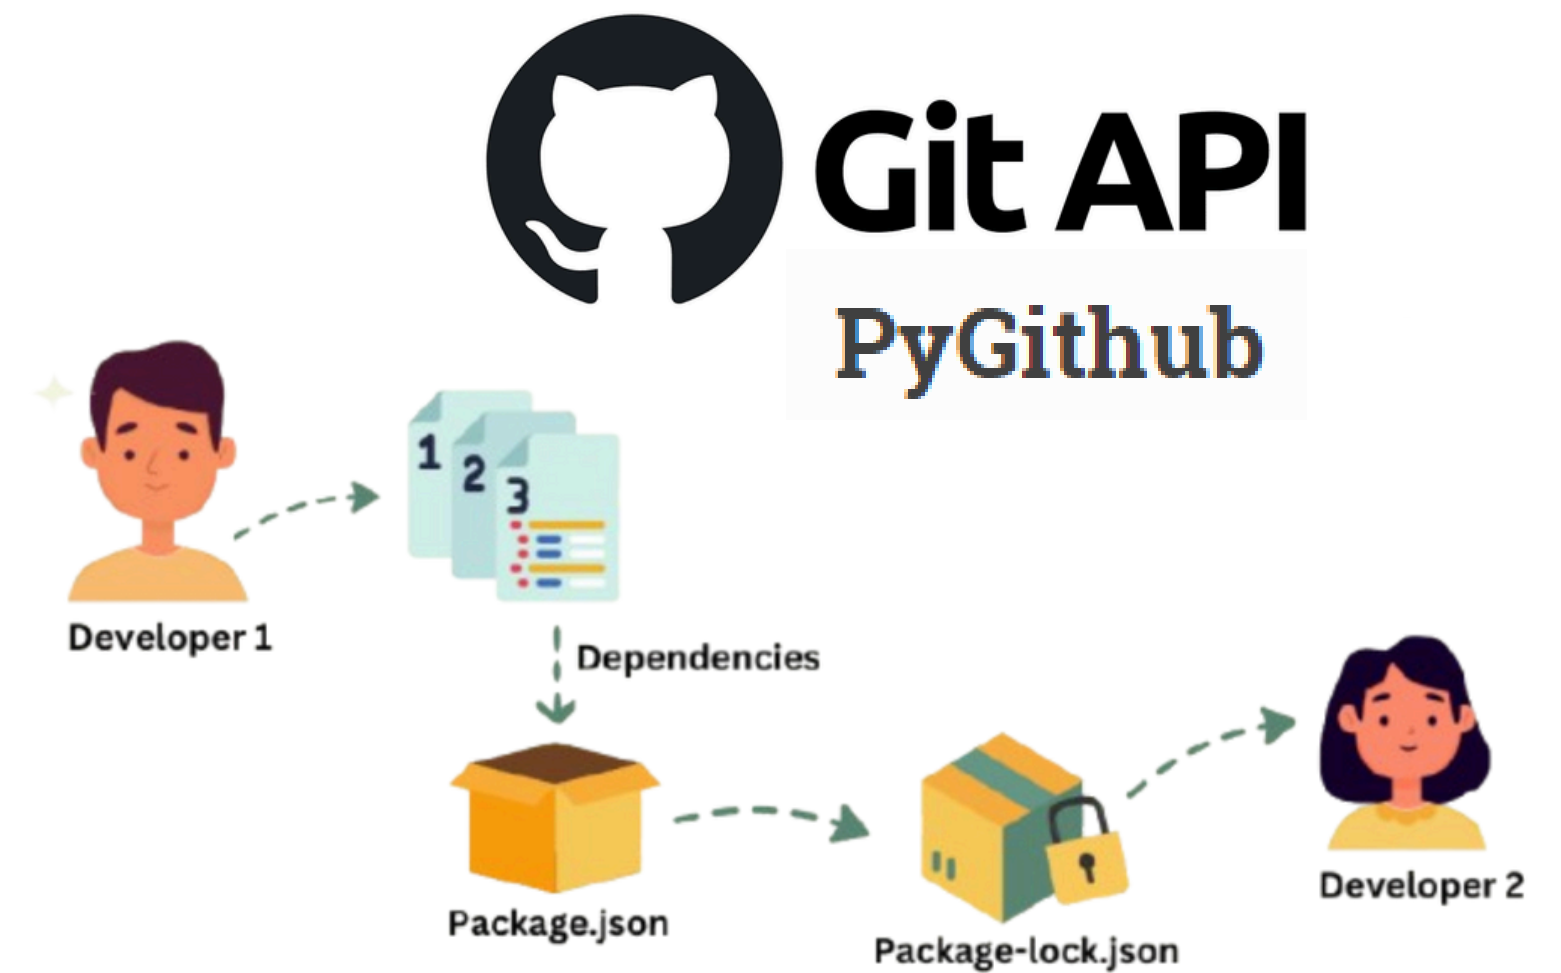 Git API
PyGithub
1
2
3
Developer 1
Dependencies
Package.json
Package-lock.json
Developer 2